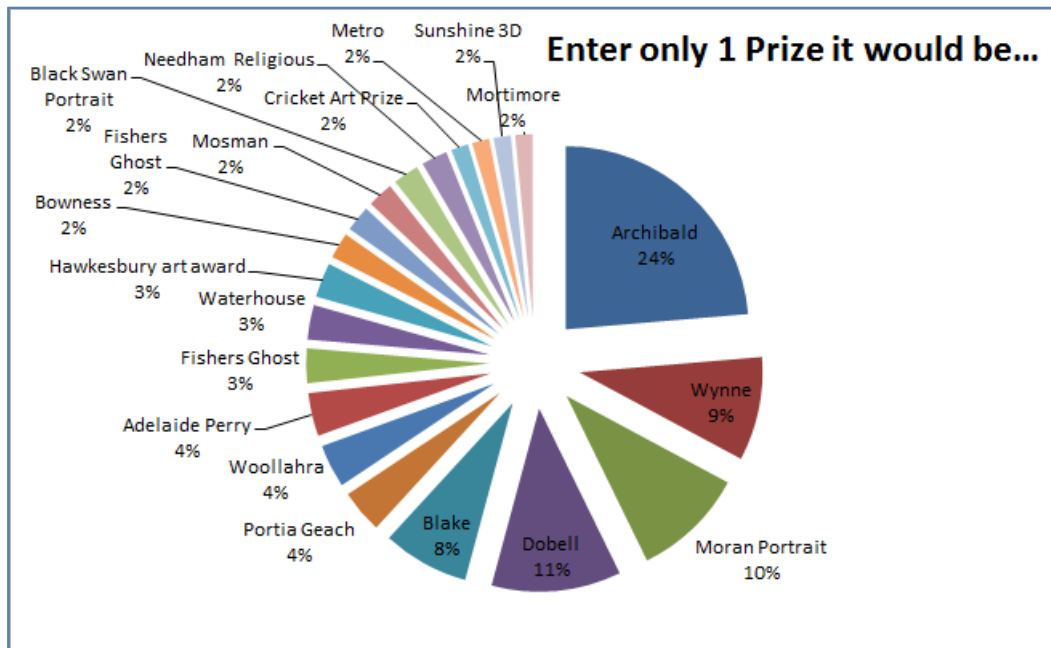 Enter only 1 Prize it would be...
Archibald
24%
Wynne
9%
Moran Portrait
10%
Dobell
11%
Blake
8%
Portia Geach
4%
Woollahra
4%
Adelaide Perry
4%
Fishers Ghost
3%
Waterhouse
3%
Hawkesbury art award
3%
Bowness
2%
Fishers
Ghost
2%
Mosman
2%
Black Swan
Portrait
2%
Needham Religious
2%
Cricket Art Prize
2%
Metro
2%
Sunshine 3D
2%
Mortimore
2%